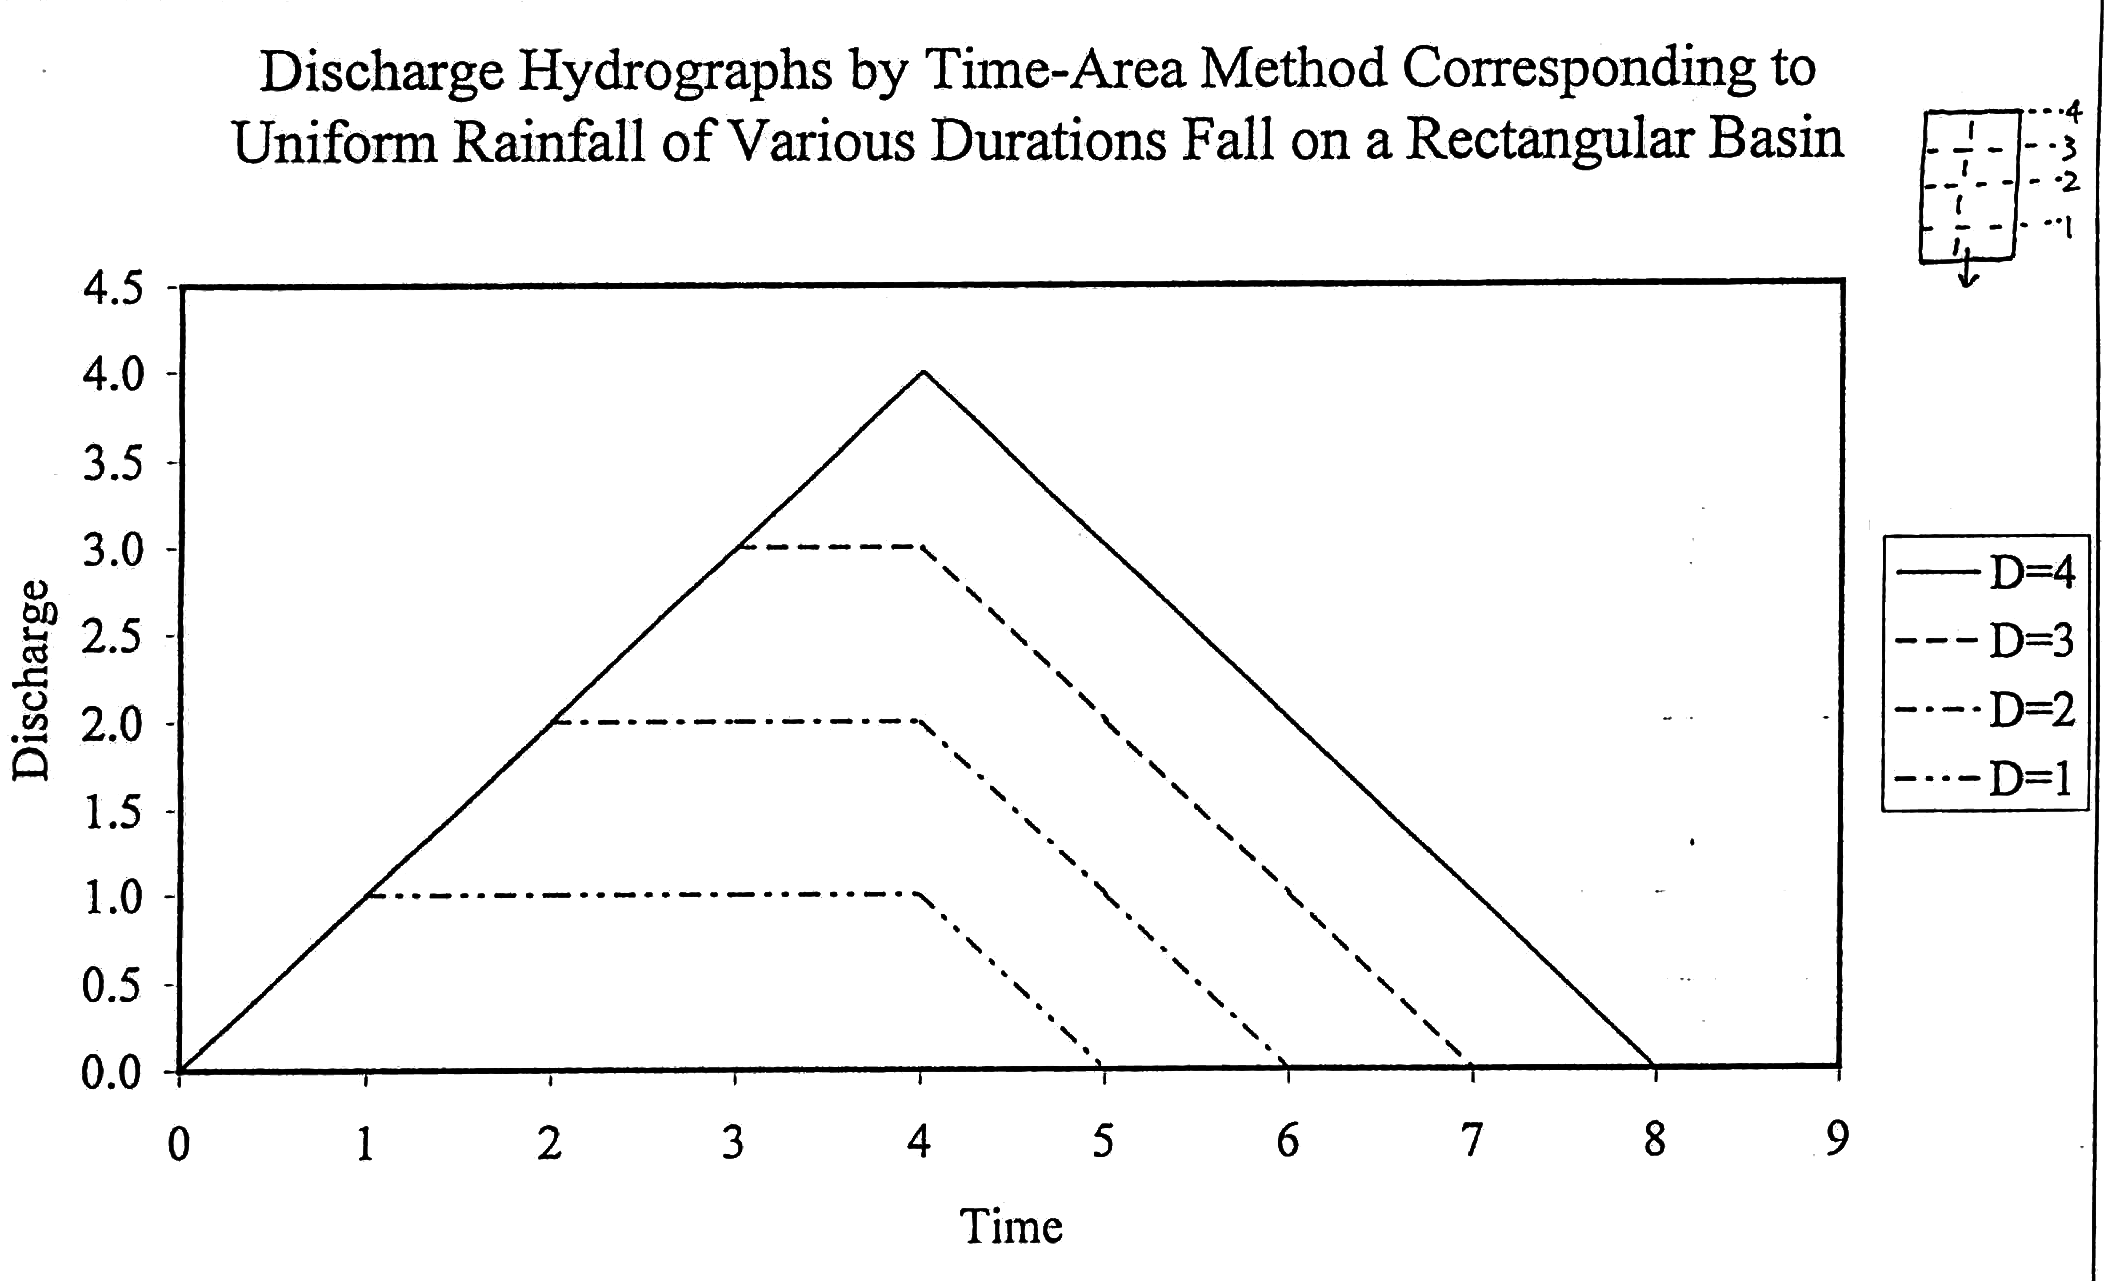 Discharge Hydrographs by Time-Area Method Corresponding to
Uniform Rainfall of Various Durations Fall on a Rectangular Basin
4
3
2
1
4.5
4.0
3.5
3.0
2.5
2.0
1.5
1.0
0.5
0.0
Discharge
0 1 2 3 4 5 6 7 8 9
Time
D=4
D=3
D=2
D=1